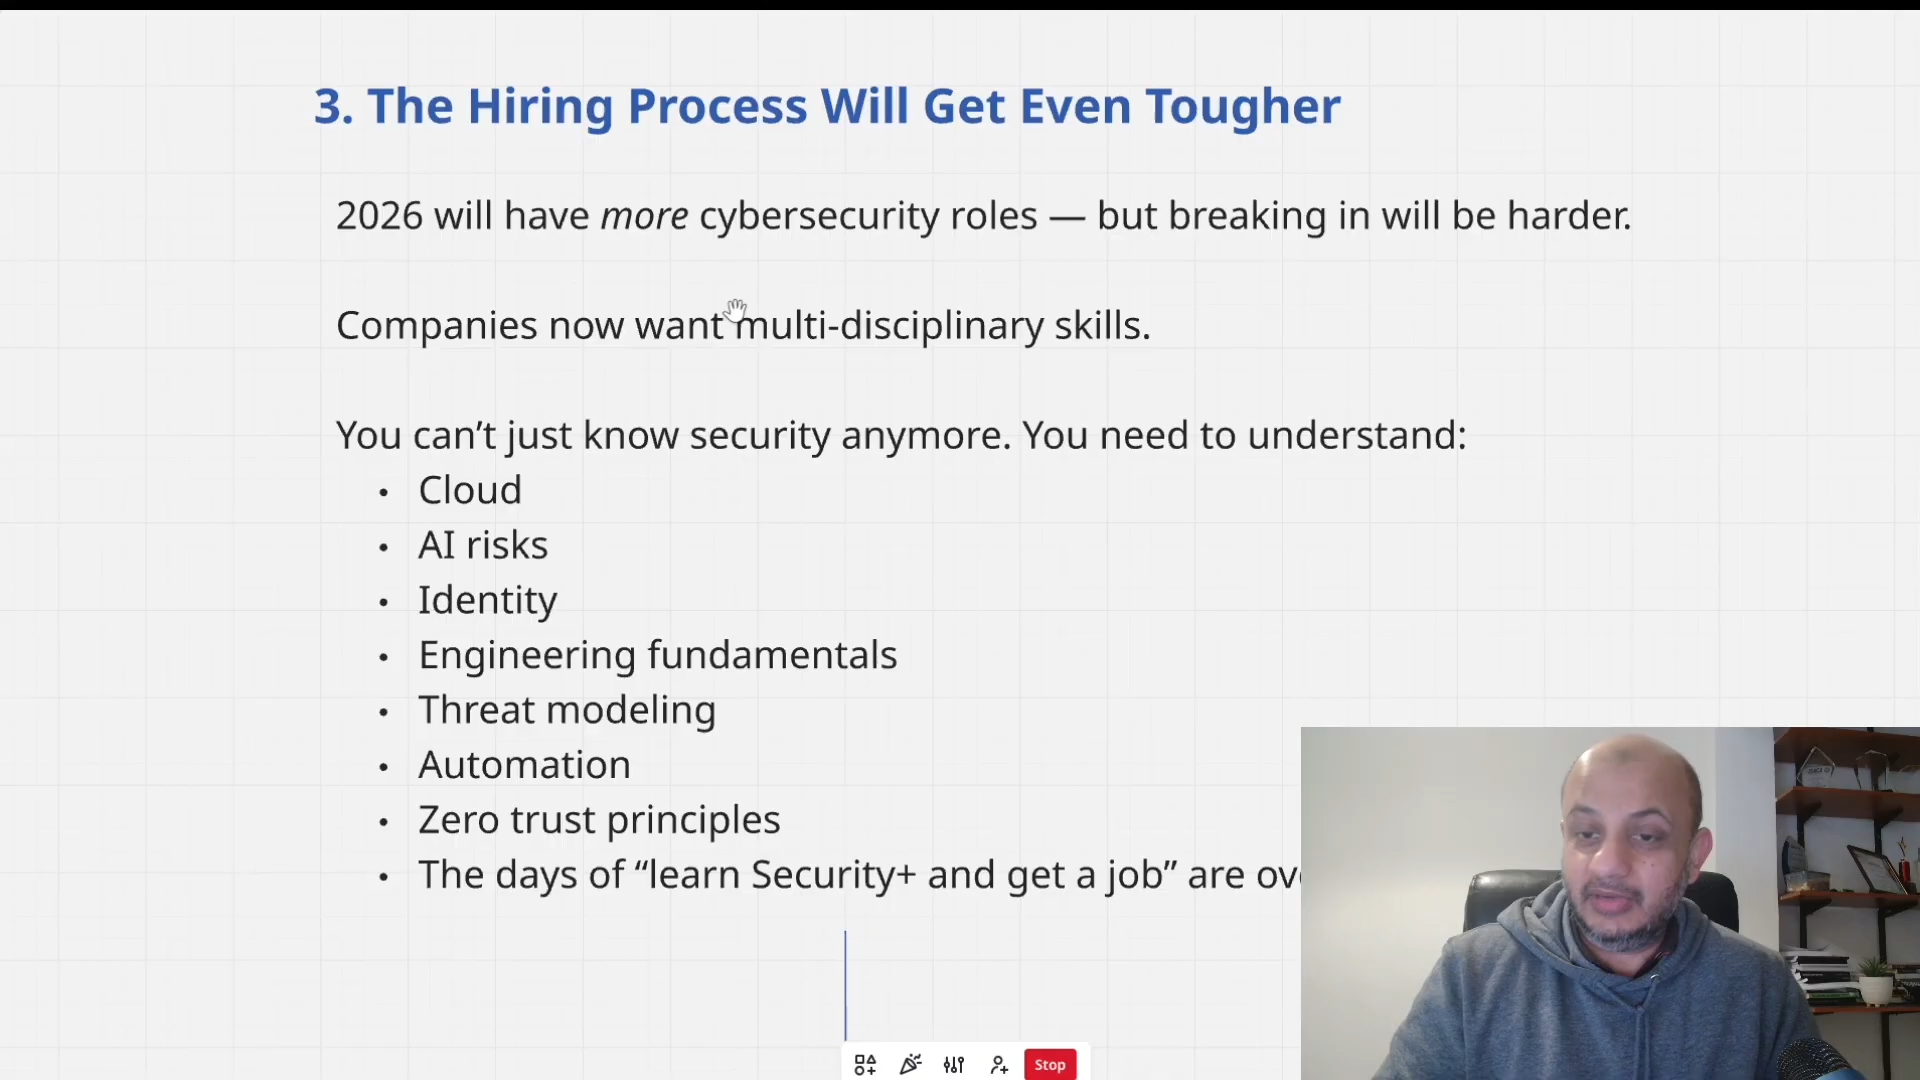 3. The Hiring Process Will Get Even Tougher
2026 will have more cybersecurity roles — but breaking in will be harder.
Companies now want multi-disciplinary skills.
You can’t just know security anymore. You need to understand:
• Cloud
• AI risks
• Identity
• Engineering fundamentals
• Threat modeling
• Automation
• Zero trust principles
• The days of “learn Security+ and get a job” are
Stop